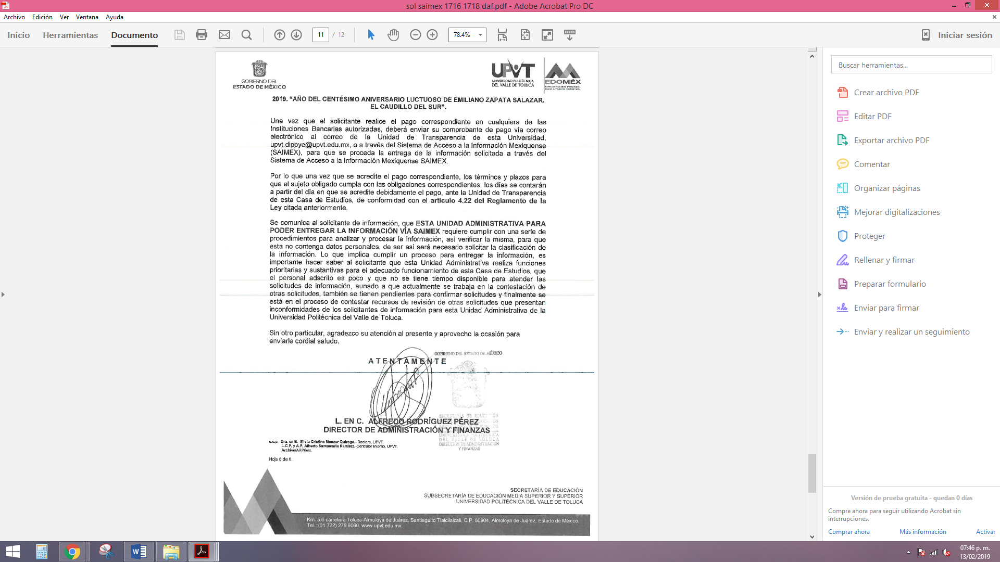 sol saimex 1716 1718 daf.pdf - Adobe Acrobat Pro DC
Archivo Edición Ver Ventana Ayuda
Inicio Herramientas Documento
11 / 12
78.4%
Iniciar sesión
GOBIERNO DEL
ESTADO DE MÉXICO
UPVT
UNIVERSIDAD POLITÉCNICA
DEL VALLE DE TOLUCA
EDOMÉX
DECISIONES FIRMES,
RESULTADOS FUERTES.
2019. “AÑO DEL CENTÉSIMO ANIVERSARIO LUCTUOSO DE EMILIANO ZAPATA SALAZAR.
EL CAUDILLO DEL SUR”.
Una vez que el solicitante realice el pago correspondiente en cualquiera de las
Instituciones Bancarias autorizadas, deberá enviar su comprobante de pago vía correo
electrónico al correo de la Unidad de Transparencia de esta Universidad,
upvt.dippye@upvt.edu.mx, o a través del Sistema de Acceso a la Información Mexiquense
(SAIMEX), para que se proceda la entrega de la información solicitada a través del
Sistema de Acceso a la Información Mexiquense SAIMEX.
Por lo que una vez que se acredite el pago correspondiente, los términos y plazos para
que el sujeto obligado cumpla con las obligaciones correspondientes, los días se contarán
a partir del día en que se acredite debidamente el pago, ante la Unidad de Transparencia
de esta Casa de Estudios, de conformidad con el artículo 4.22 del Reglamento de la
Ley citada anteriormente.
Se comunica al solicitante de información, que ESTA UNIDAD ADMINISTRATIVA PARA
PODER ENTREGAR LA INFORMACIÓN VÍA SAIMEX requiere cumplir con una serie de
procedimientos para analizar y procesar la información, así verificar la misma, para que
esta no contenga datos personales, de ser así será necesario solicitar la clasificación de
la información. Lo que implica cumplir un proceso para entregar la información, es
importante hacer saber al solicitante que esta Unidad Administrativa realiza funciones
prioritarias y sustantivas para el adecuado funcionamiento de esta Casa de Estudios, que
el personal adscrito es poco y que no se tiene tiempo disponible para atender las
solicitudes de información, aunado a que actualmente se trabaja en la contestación de
otras solicitudes, también se tienen pendientes para confirmar solicitudes y finalmente se
está en el proceso de contestar recursos de revisión de otras solicitudes que presentan
inconformidades de los solicitantes de información para esta Unidad Administrativa de la
Universidad Politécnica del Valle de Toluca.
Sin otro particular, agradezco su atención al presente y aprovecho la ocasión para
enviarle cordial saludo.
GOBIERNO DEL ESTADO DE MÉXICO
ATENTAMENTE
SECRETARÍA DE EDUCACIÓN
L. EN C. ALFREDO RODRÍGUEZ PÉREZ
DIRECTOR DE ADMINISTRACIÓN Y FINANZAS
UNIVERSIDAD POLITÉCNICA
DEL VALLE DE TOLUCA
DIRECCIÓN DE ADMINISTRACIÓN
Y FINANZAS
c.c.p. Dra. en E. Silvia Cristina Manzur Quiroga.- Rectora, UPVT.
L.C.P. y A.P. Alberto Santamaría Ramírez.-Contralor Interno, UPVT.
Archivo/ARP/lem.
Hoja 6 de 6.
SECRETARÍA DE EDUCACIÓN
SUBSECRETARÍA DE EDUCACIÓN MEDIA SUPERIOR Y SUPERIOR
UNIVERSIDAD POLITÉCNICA DEL VALLE DE TOLUCA
Km. 5.6 carretera Toluca-Almoloya de Juárez, Santiaguito Tlalcilalcali, C.P. 50904, Almoloya de Juárez, Estado de México.
Tel.: (01 722) 276 6060. www.upvt.edu.mx
Buscar herramientas...
Crear archivo PDF
Editar PDF
Exportar archivo PDF
Comentar
Organizar páginas
Mejorar digitalizaciones
Proteger
Rellenar y firmar
Preparar formulario
Enviar para firmar
Enviar y realizar un seguimiento
Versión de prueba gratuita - quedan 0 días
Compre ahora para seguir utilizando Acrobat sin
interrupciones.
Comprar ahora Más información Activar
07:46 p. m.
13/02/2019